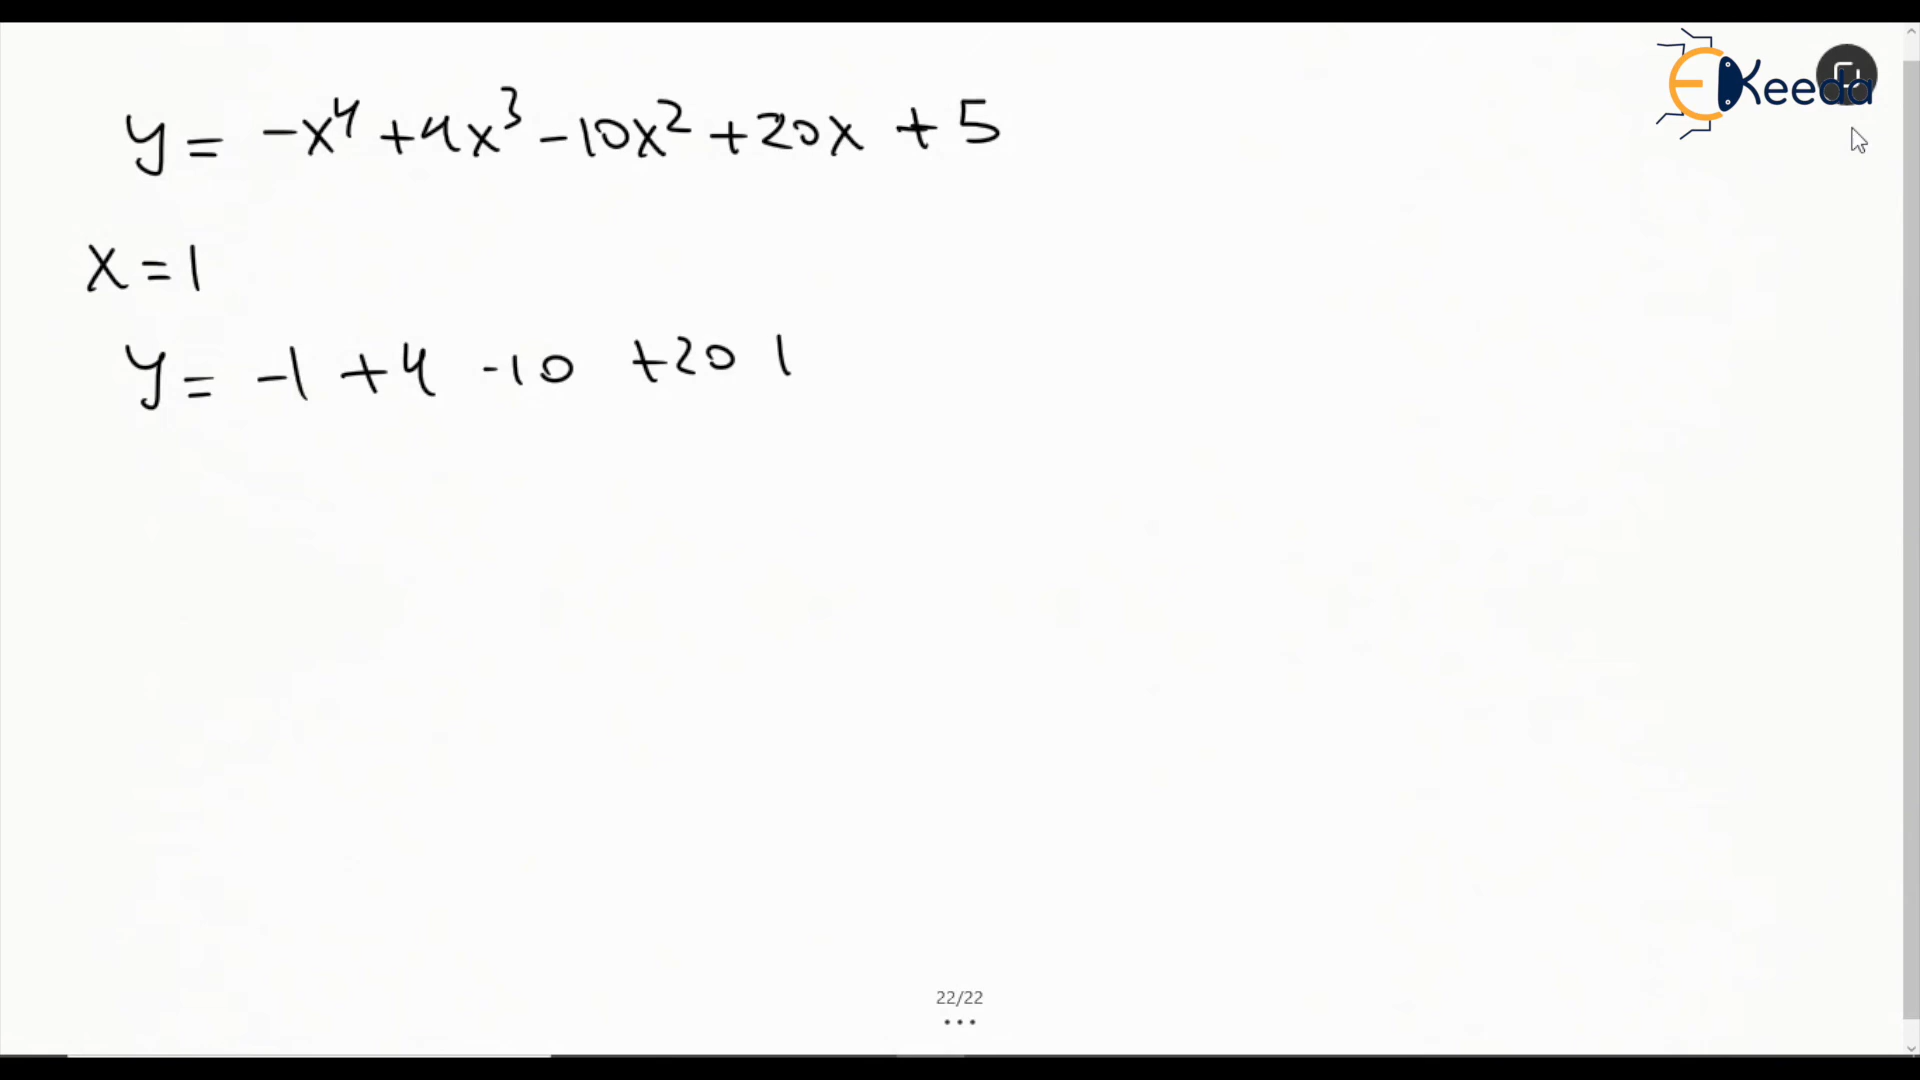 Keeda
y = -x⁴ + 4x³ - 10x² + 20x + 5
x = 1
y = -1 + 4 -10 +20 1
22/22